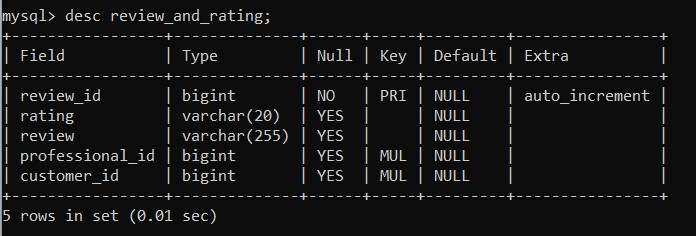 mysql> desc review_and_rating;
+-----------------+--------------+------+-----+---------+----------------+
| Field           | Type         | Null | Key | Default | Extra          |
+-----------------+--------------+------+-----+---------+----------------+
| review_id       | bigint       | NO   | PRI | NULL    | auto_increment |
| rating          | varchar(20)  | YES  |     | NULL    |                |
| review          | varchar(255) | YES  |     | NULL    |                |
| professional_id | bigint       | YES  | MUL | NULL    |                |
| customer_id     | bigint       | YES  | MUL | NULL    |                |
+-----------------+--------------+------+-----+---------+----------------+
5 rows in set (0.01 sec)